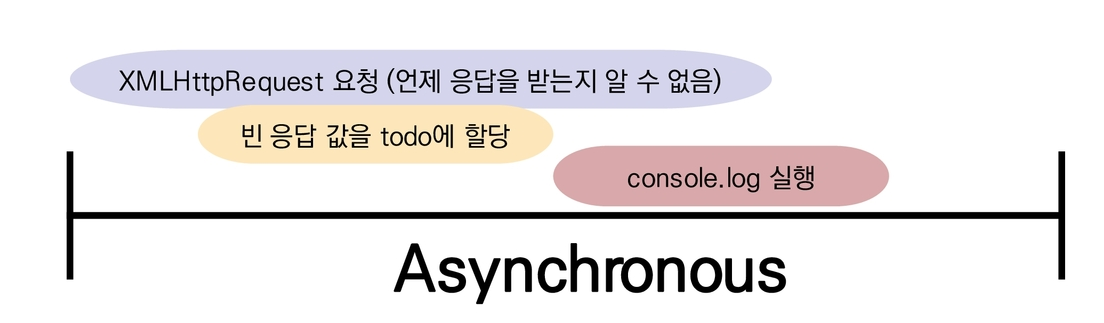 XMLHttpRequest 요청 (언제 응답을 받는지 알 수 없음)
빈 응답 값을 todo에 할당
console.log 실행
Asynchronous